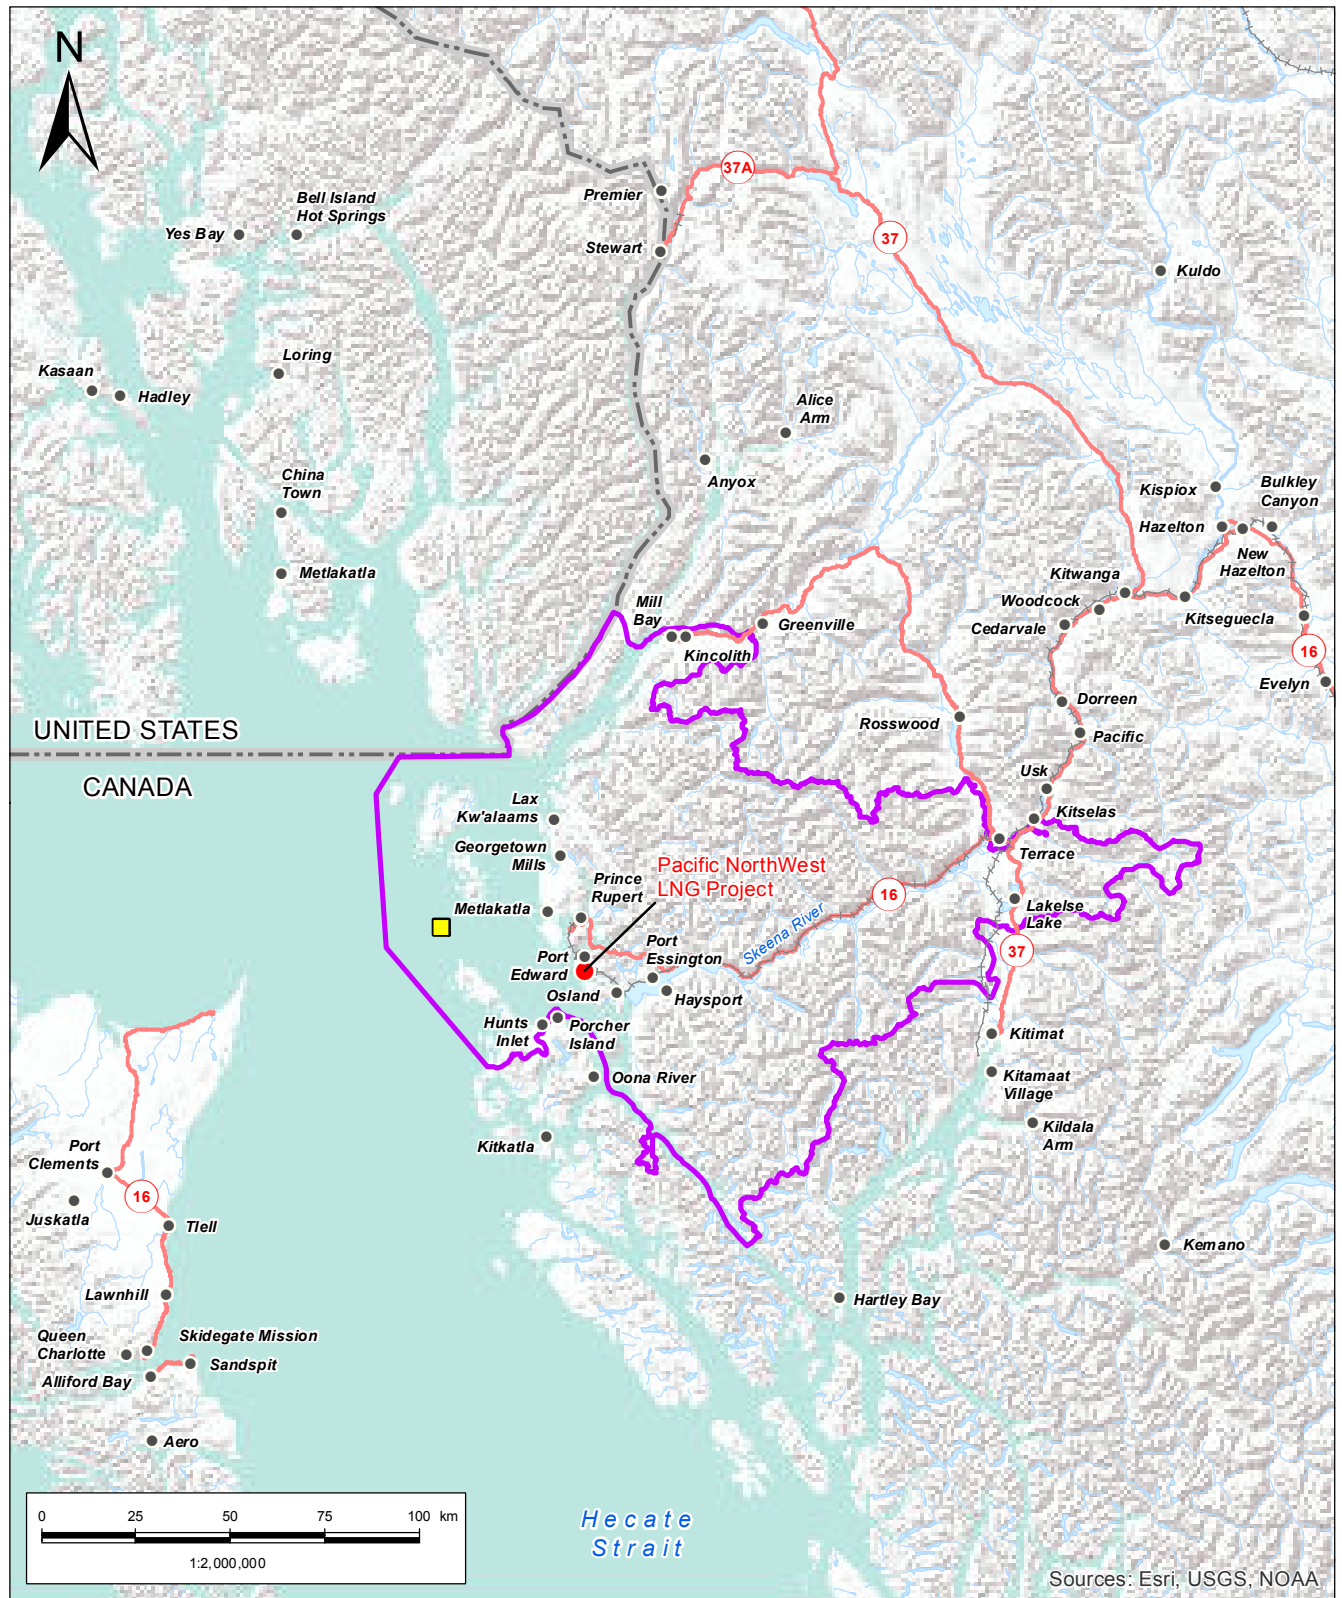 N
37A
Premier
Bell Island
Hot Springs
Yes Bay
Stewart
37
Kuldo
Loring
Kasaan
Hadley
Alice
Arm
China
Town
Anyox
Kispiox
Bulkley
Canyon
Hazelton
New
Hazelton
Metlakatla
Kitwanga
Mill
Bay
Woodcock
Greenville
Cedarvale
Kitseguecla
Kincolith
16
Evelyn
Dorreen
Rosswood
UNITED STATES
Pacific
CANADA
Usk
Lax
Kw'alaams
Kitselas
Georgetown
Mills
Terrace
Pacific NorthWest
LNG Project
Prince
Rupert
16
Metlakatla
Lakelse
Lake
Skeena River
Port
Essington
37
Port
Edward
Osland
Haysport
Hunts
Inlet
Porcher
Island
Kitimat
Oona River
Kitamaat
Village
Kitkatla
Kildala
Arm
Port
Clements
16
Juskatla
Tlell
Kemano
Lawnhill
Hartley Bay
Queen
Charlotte
Skidegate Mission
Sandspit
Alliford Bay
Aero
Hecate
Strait
0 25 50 75 100 km
1:2,000,000
Sources: Esri, USGS, NOAA